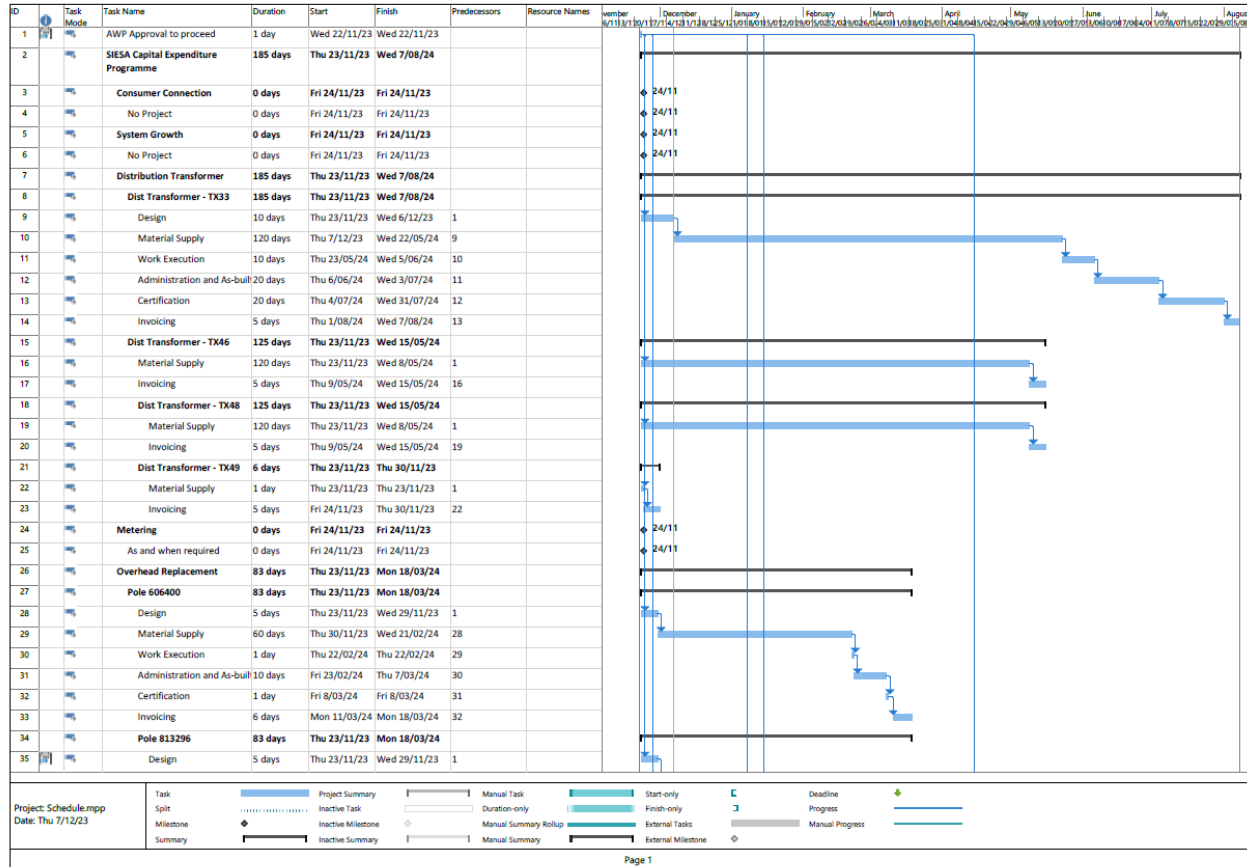 ID Task Mode Task Name Duration Start Finish Predecessors Resource Names
December January February March April May June July
1 AWP Approval to proceed 1 day Wed 22/11/23 Wed 22/11/23
2 SIESA Capital Expenditure Programme 185 days Thu 23/11/23 Wed 7/08/24
3 Consumer Connection 0 days Fri 24/11/23 Fri 24/11/23 24/11
4 No Project 0 days Fri 24/11/23 Fri 24/11/23 24/11
5 System Growth 0 days Fri 24/11/23 Fri 24/11/23 24/11
6 No Project 0 days Fri 24/11/23 Fri 24/11/23 24/11
7 Distribution Transformer 185 days Thu 23/11/23 Wed 7/08/24
8 Dist Transformer - TX33 185 days Thu 23/11/23 Wed 7/08/24
9 Design 10 days Thu 23/11/23 Wed 6/12/23 1
10 Material Supply 120 days Thu 7/12/23 Wed 22/05/24 9
11 Work Execution 10 days Thu 23/05/24 Wed 5/06/24 10
12 Administration and As-buil 20 days Thu 6/06/24 Wed 3/07/24 11
13 Certification 20 days Thu 4/07/24 Wed 31/07/24 12
14 Invoicing 5 days Thu 1/08/24 Wed 7/08/24 13
15 Dist Transformer - TX46 125 days Thu 23/11/23 Wed 15/05/24
16 Material Supply 120 days Thu 23/11/23 Wed 8/05/24 1
17 Invoicing 5 days Thu 9/05/24 Wed 15/05/24 16
18 Dist Transformer - TX48 125 days Thu 23/11/23 Wed 15/05/24
19 Material Supply 120 days Thu 23/11/23 Wed 8/05/24 1
20 Invoicing 5 days Thu 9/05/24 Wed 15/05/24 19
21 Dist Transformer - TX49 6 days Thu 23/11/23 Thu 30/11/23
22 Material Supply 1 day Thu 23/11/23 Thu 23/11/23 1
23 Invoicing 5 days Fri 24/11/23 Thu 30/11/23 22
24 Metering 0 days Fri 24/11/23 Fri 24/11/23 24/11
25 As and when required 0 days Fri 24/11/23 Fri 24/11/23 24/11
26 Overhead Replacement 83 days Thu 23/11/23 Mon 18/03/24
27 Pole 606400 83 days Thu 23/11/23 Mon 18/03/24
28 Design 5 days Thu 23/11/23 Wed 29/11/23 1
29 Material Supply 60 days Thu 30/11/23 Wed 21/02/24 28
30 Work Execution 1 day Thu 22/02/24 Thu 22/02/24 29
31 Administration and As-buil 10 days Fri 23/02/24 Thu 7/03/24 30
32 Certification 1 day Fri 8/03/24 Fri 8/03/24 31
33 Invoicing 6 days Mon 11/03/24 Mon 18/03/24 32
34 Pole 813296 83 days Thu 23/11/23 Mon 18/03/24
35 Design 5 days Thu 23/11/23 Wed 29/11/23 1
Project: Schedule.mpp
Date: Thu 7/12/23
Task Project Summary Manual Task Start-only Deadline
Split Inactive Task Duration-only Finish-only Progress
Milestone Inactive Milestone Manual Summary Rollup External Tasks Manual Progress
Summary Inactive Summary Manual Summary External Milestone
Page 1